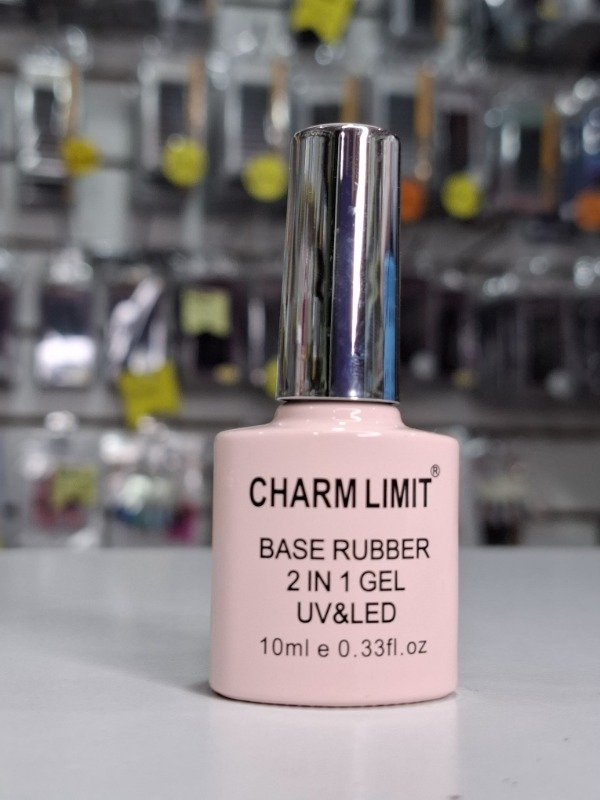 CHARM LIMIT®
BASE RUBBER
2 IN 1 GEL
UV&LED
10ml e 0.33fl.oz